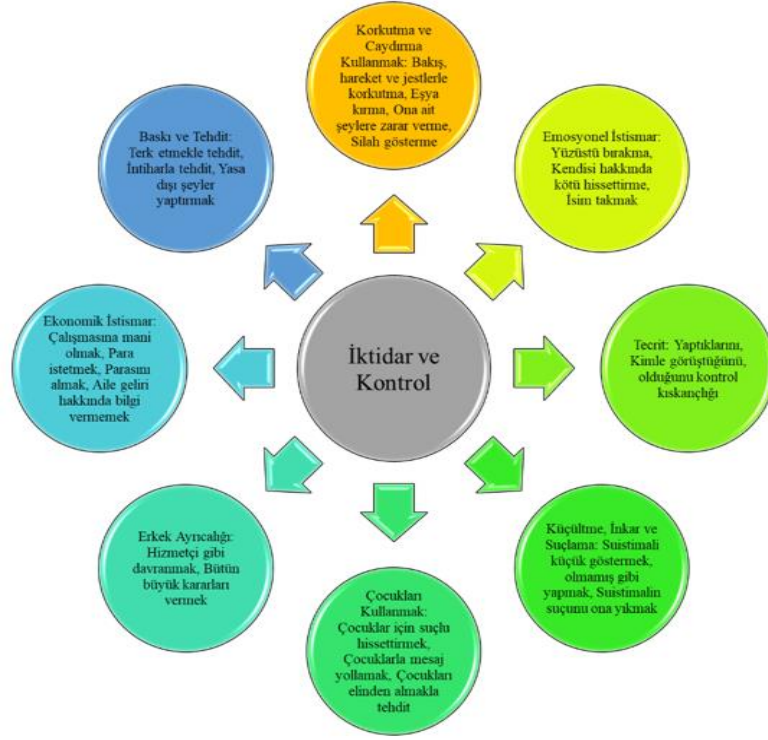 Korkutma ve
Caydırma
Kullanmak: Bakış,
hareket ve jestlerle
korkutma, Eşya
kırma, Ona ait
şeylere zarar verme,
Silah gösterme
Emosyonel İstismar:
Yüzüstü bırakma,
Kendisi hakkında
kötü hissettirme,
İsim takmak
Tecrit: Yaptıklarını,
Kimle görüştüğünü,
olduğunu kontrol
kıskançlığı
Küçültme, İnkar ve
Suçlama: Suistimali
küçük göstermek,
olmamış gibi
yapmak, Suistimalin
suçunu ona yıkmak
Çocukları
Kullanmak:
Çocuklar için suçlu
hissettirmek,
Çocuklarla mesaj
yollamak, Çocukları
elinden almakla
tehdit
Erkek Ayrıcalığı:
Hizmetçi gibi
davranmak, Bütün
büyük kararları
vermek
Ekonomik İstismar:
Çalışmasına mani
olmak, Para
istetmek, Parasını
almak, Aile geliri
hakkında bilgi
vermemek
Baskı ve Tehdit:
Terk etmekle tehdit,
İntiharla tehdit, Yasa
dışı şeyler
yaptırmak
İktidar ve
Kontrol